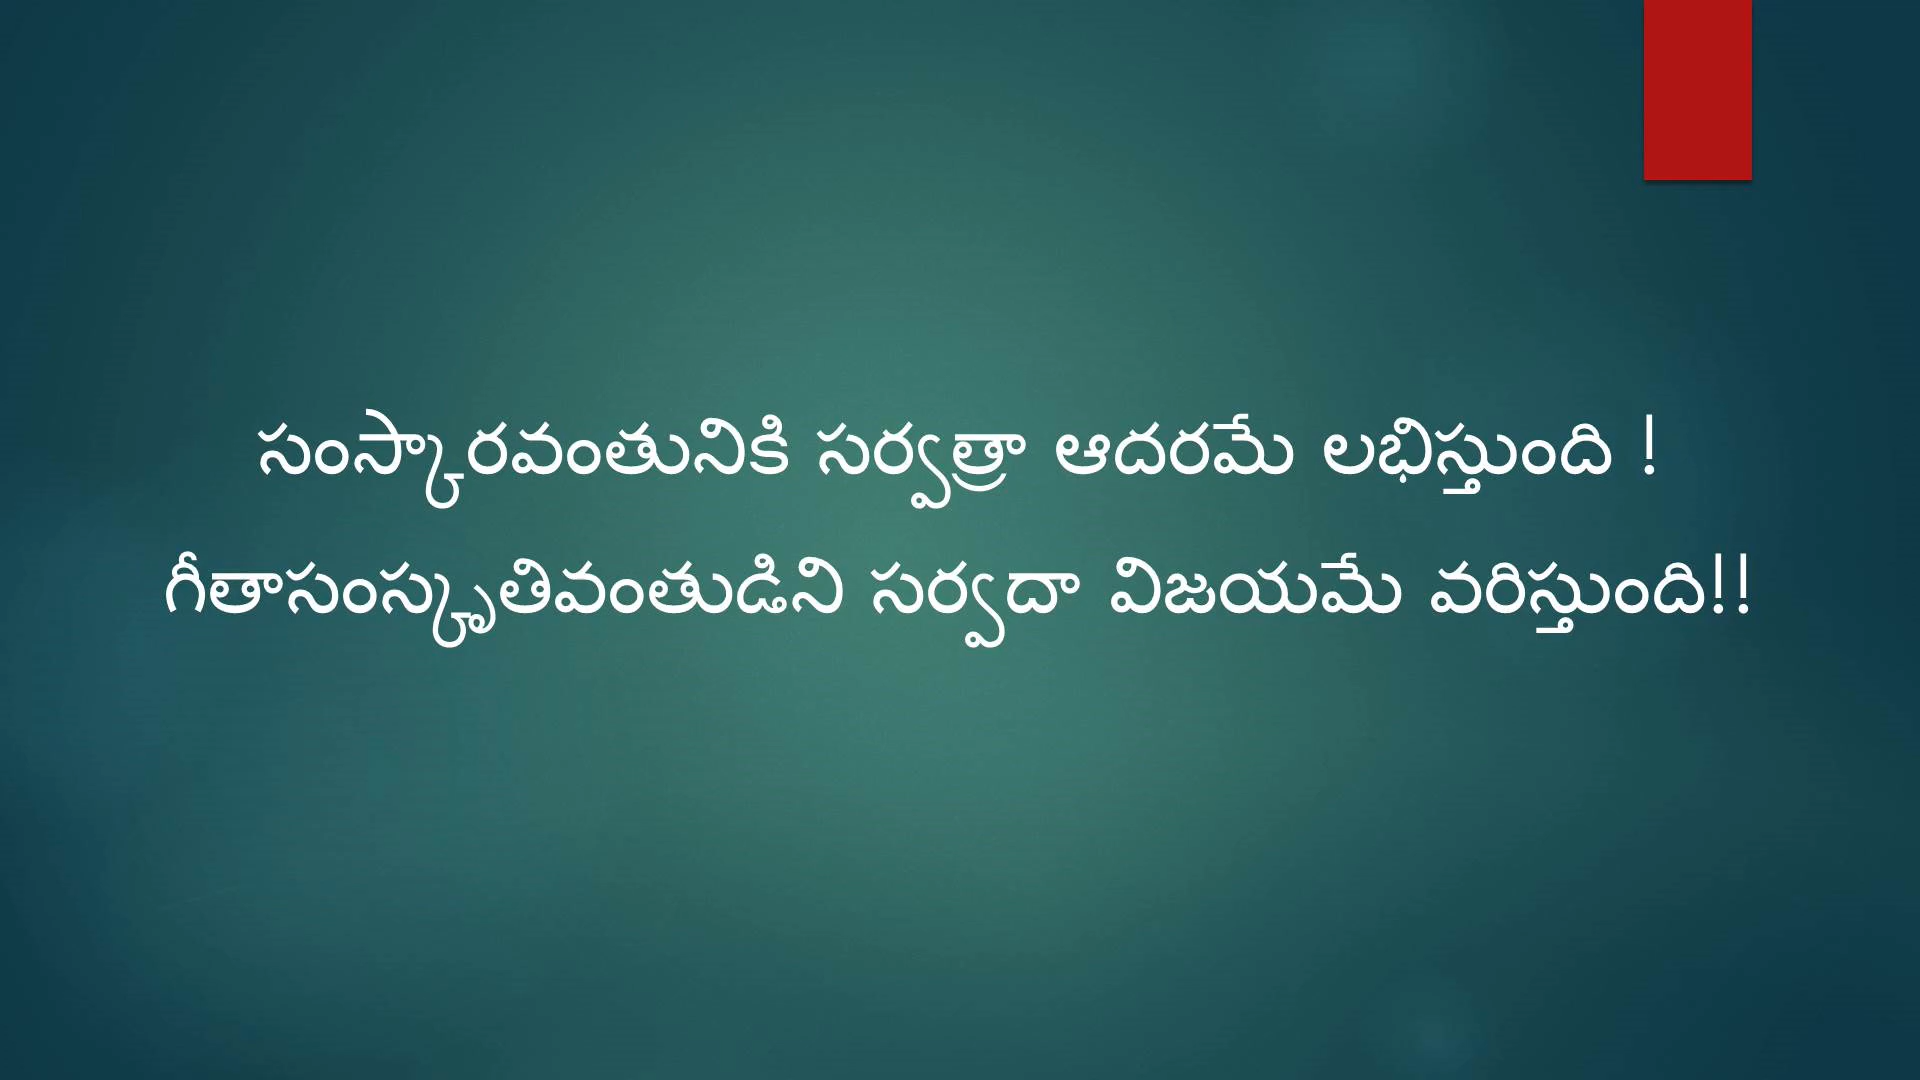 సంస్కారవంతునికి సర్వత్రా ఆదరమే లభిస్తుంది !
గీతాసంస్కృతివంతుడిని సర్వదా విజయమే వరిస్తుంది!!